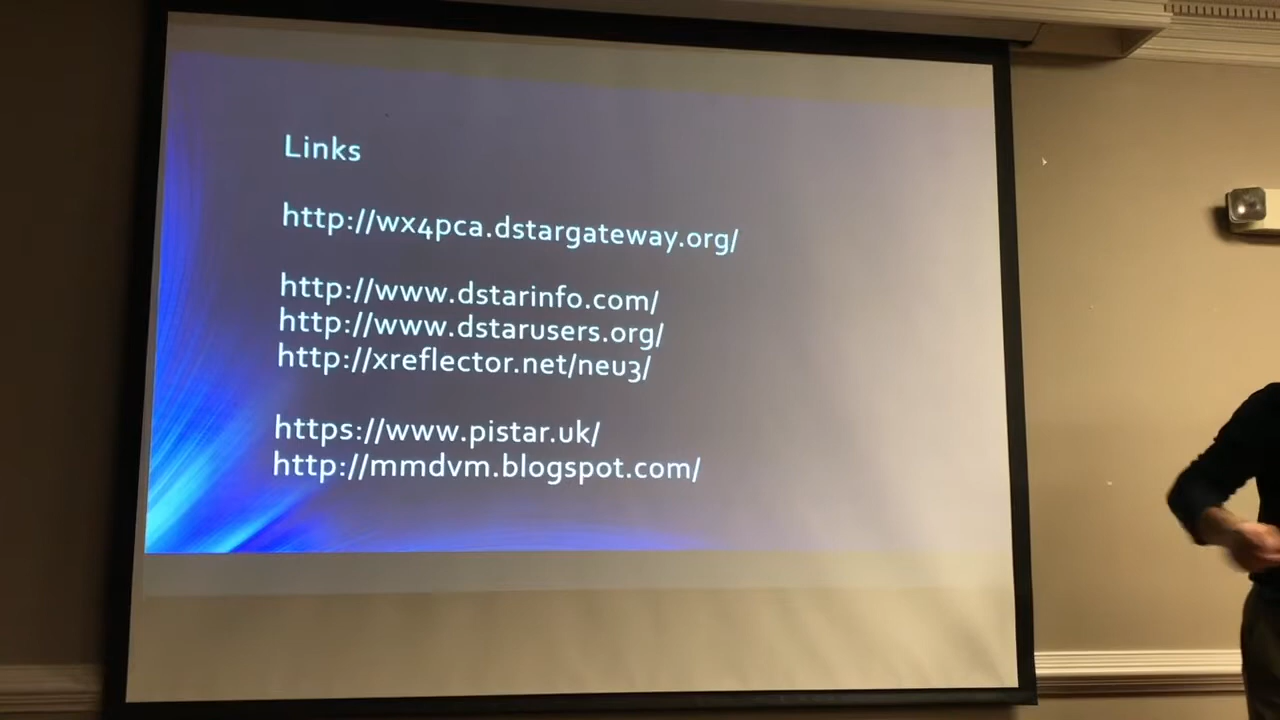 Links
http://wx4pca.dstargateway.org/
http://www.dstarinfo.com/
http://www.dstarusers.org/
http://xreflector.net/neu3/
https://www.pistar.uk/
http://mmdvm.blogspot.com/